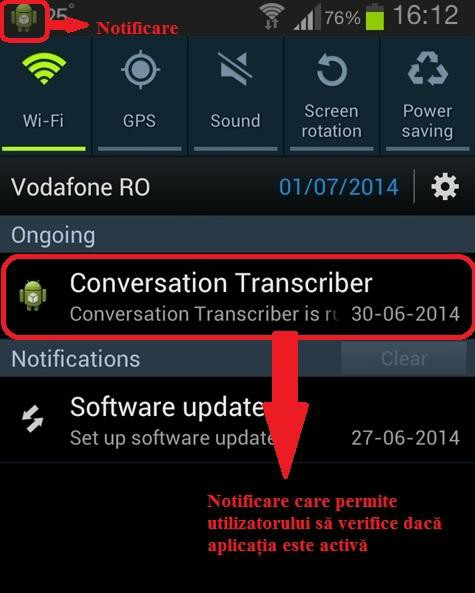 25° 76% 16:12
Notificare
Wi-Fi GPS Sound Screen rotation Power saving
Vodafone RO 01/07/2014
Ongoing
Conversation Transcriber
Conversation Transcriber is ru 30-06-2014
Notifications Clear
Software update
Set up software update 27-06-2014
Notificare care permite
utilizatorului să verifice dacă
aplicația este activă